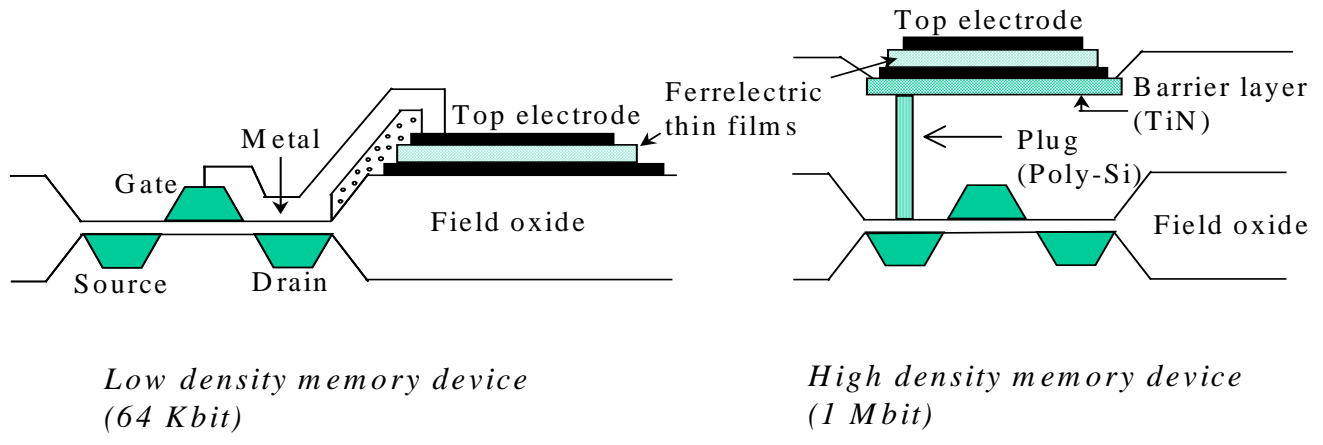 Metal
Top electrode
Gate
Field oxide
Source
Drain
Low density memory device
(64 Kbit)
Ferrelectric
thin films
Top electrode
Barrier layer
(TiN)
Plug
(Poly-Si)
Field oxide
High density memory device
(1 Mbit)